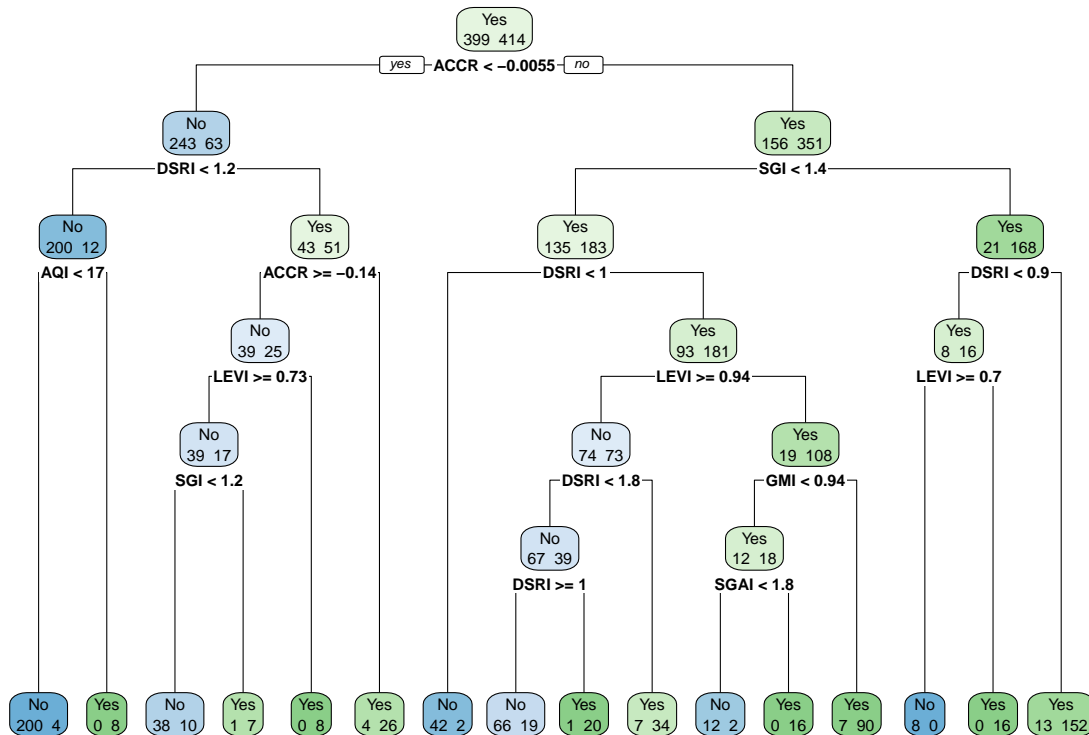 Yes
399 414
yes ACCR < −0.0055 no
No
243 63
Yes
156 351
DSRI < 1.2
SGI < 1.4
No
200 12
Yes
43 51
Yes
135 183
Yes
21 168
AQI < 17
ACCR >= −0.14
DSRI < 1
DSRI < 0.9
No
39 25
Yes
93 181
Yes
8 16
LEVI >= 0.73
LEVI >= 0.94
LEVI >= 0.7
No
39 17
No
74 73
Yes
19 108
SGI < 1.2
DSRI < 1.8
GMI < 0.94
No
67 39
Yes
12 18
DSRI >= 1
SGAI < 1.8
No
200 4
Yes
0 8
No
38 10
Yes
1 7
Yes
0 8
Yes
4 26
No
42 2
No
66 19
Yes
1 20
Yes
7 34
No
12 2
Yes
0 16
Yes
7 90
No
8 0
Yes
0 16
Yes
13 152